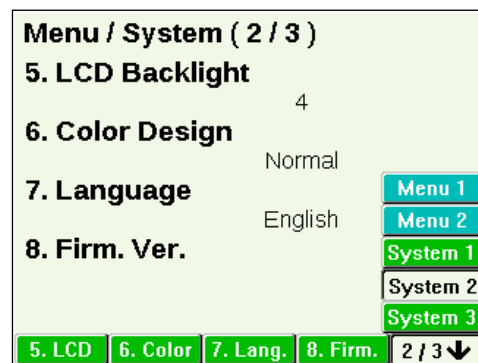 Menu / System ( 2 / 3 )
5. LCD Backlight
4
6. Color Design
Normal
7. Language
English
8. Firm. Ver.
Menu 1
Menu 2
System 1
System 2
System 3
5. LCD 6. Color 7. Lang. 8. Firm. 2 / 3 ↓